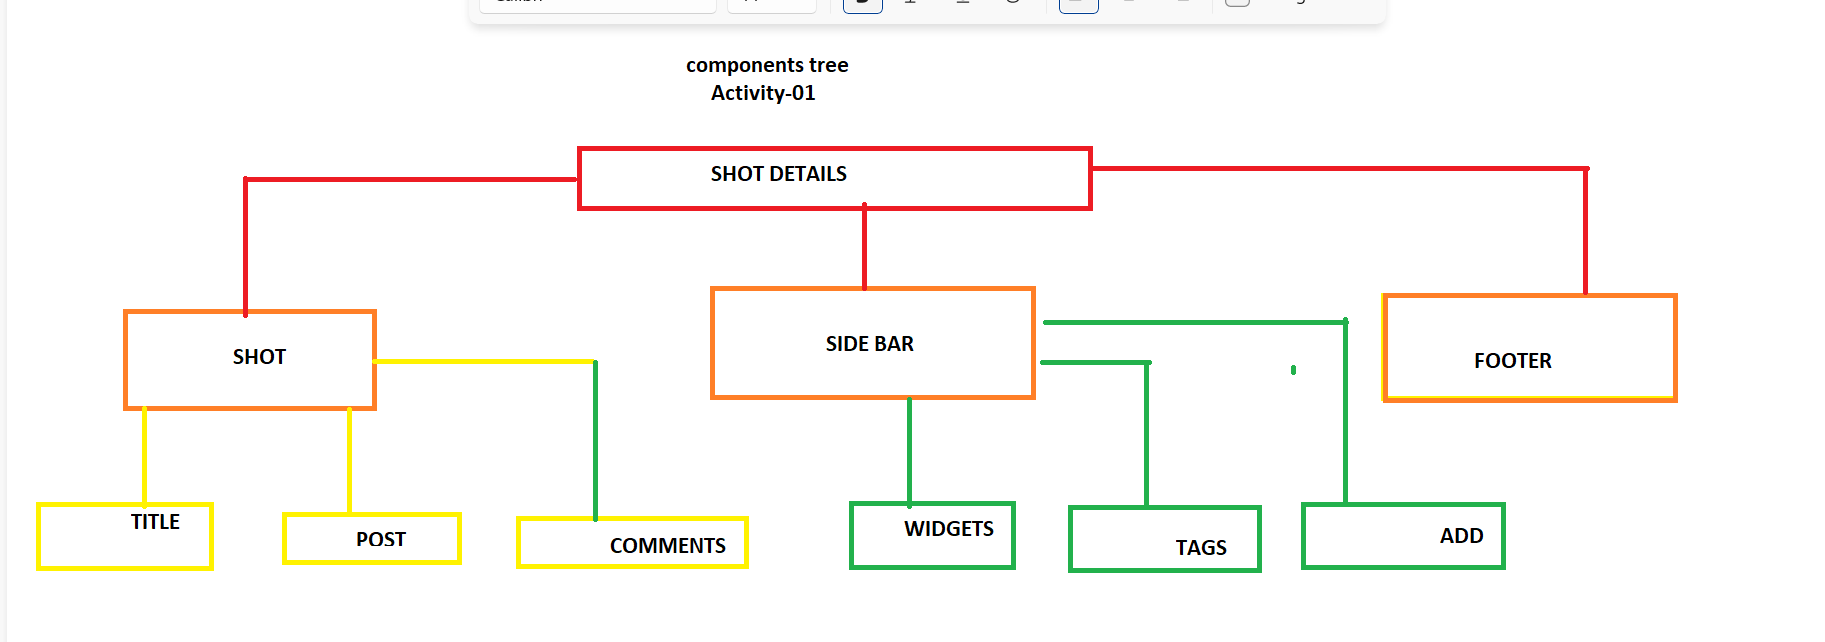 components tree
Activity-01
SHOT DETAILS
SHOT
SIDE BAR
FOOTER
TITLE
POST
COMMENTS
WIDGETS
TAGS
ADD